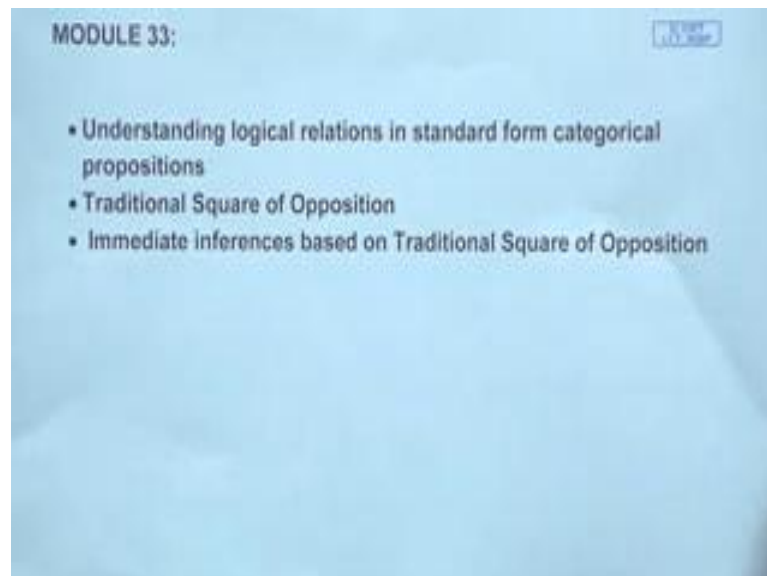 MODULE 33:
• Understanding logical relations in standard form categorical
propositions
• Traditional Square of Opposition
• Immediate inferences based on Traditional Square of Opposition